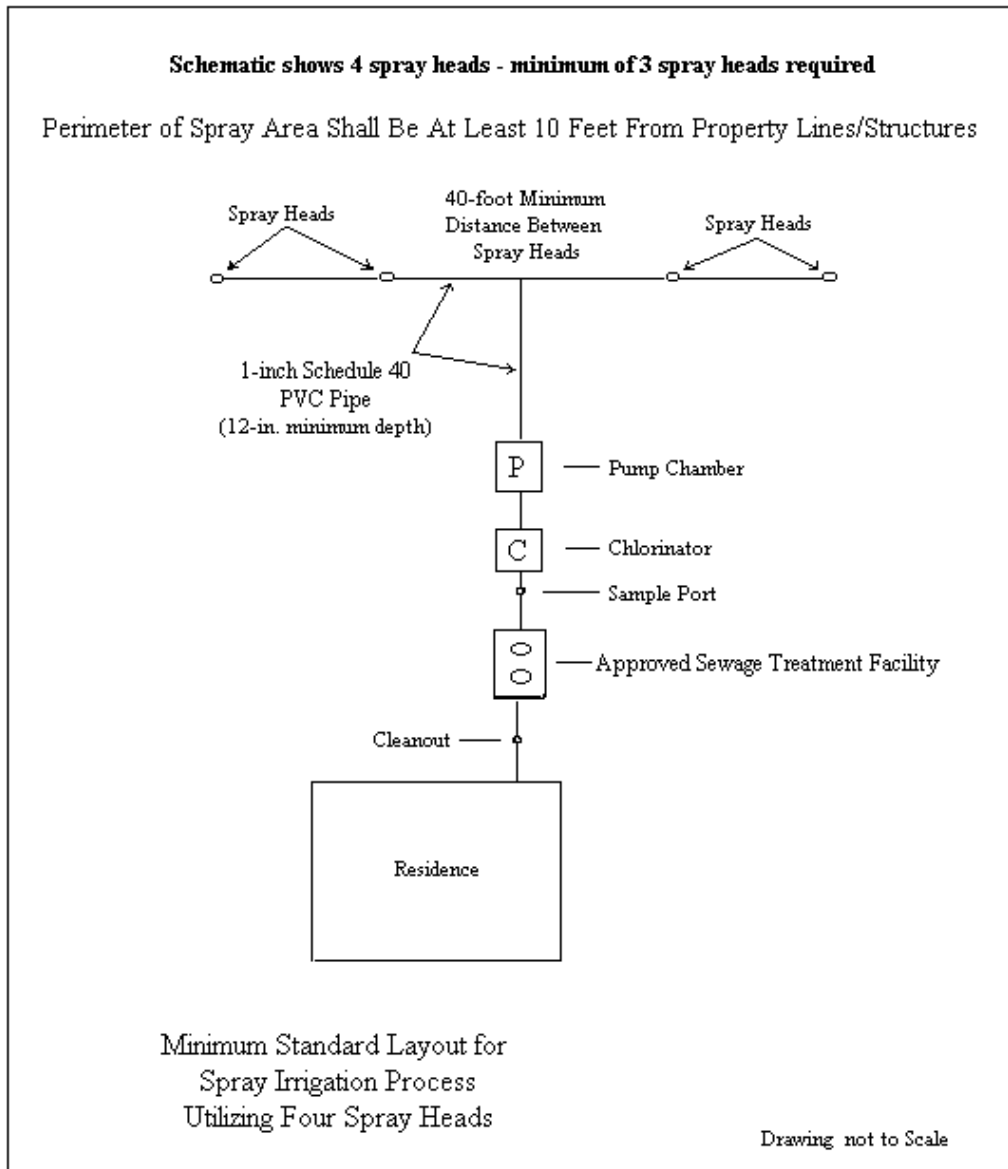 Schematic shows 4 spray heads - minimum of 3 spray heads required
Perimeter of Spray Area Shall Be At Least 10 Feet From Property Lines/Structures
40-foot Minimum
Distance Between
Spray Heads
Spray Heads
Spray Heads
1-inch Schedule 40
PVC Pipe
(12-in. minimum depth)
P
Pump Chamber
C
Chlorinator
Sample Port
Approved Sewage Treatment Facility
Cleanout
Residence
Minimum Standard Layout for
Spray Irrigation Process
Utilizing Four Spray Heads
Drawing not to Scale